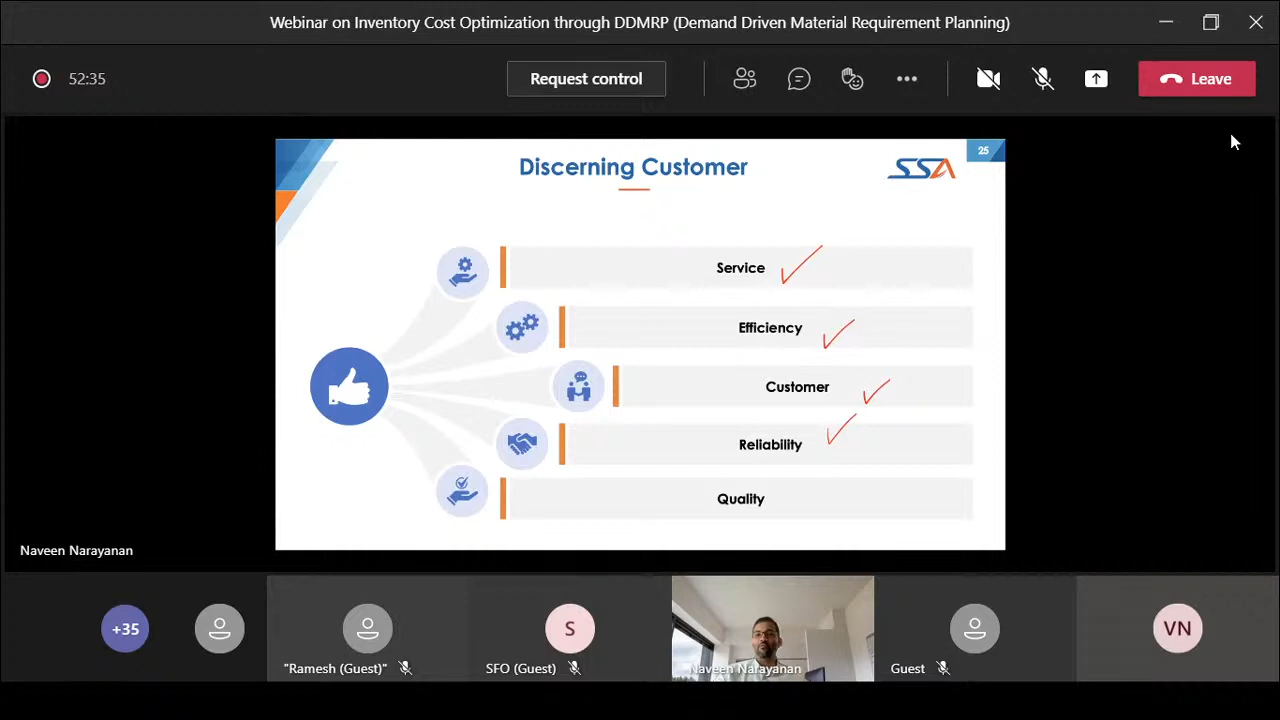 Webinar on Inventory Cost Optimization through DDMRP (Demand Driven Material Requirement Planning)
52:35
Request control
Leave
Discerning Customer
SSA
25
Service
Efficiency
Customer
Reliability
Quality
Naveen Narayanan
+35
"Ramesh (Guest)"
S
SFO (Guest)
Naveen Narayanan
Guest
VN